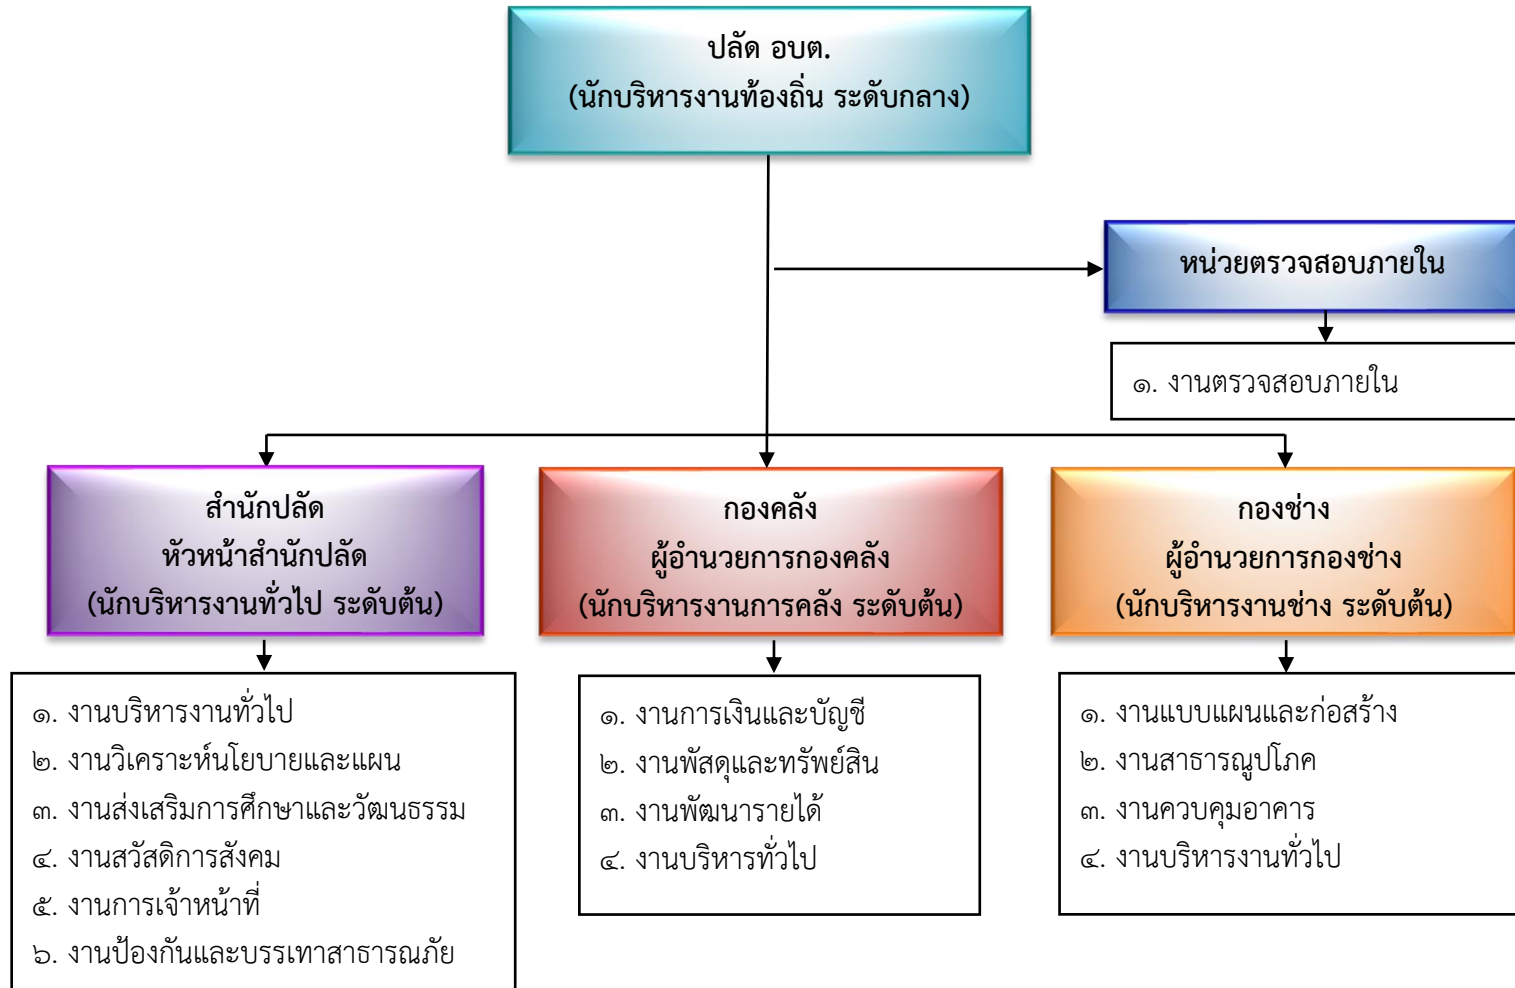 ปลัด อบต.
(นักบริหารงานท้องถิ่น ระดับกลาง)
หน่วยตรวจสอบภายใน
๑. งานตรวจสอบภายใน
สำนักปลัด
หัวหน้าสำนักปลัด
(นักบริหารงานทั่วไป ระดับต้น)
๑. งานบริหารงานทั่วไป
๒. งานวิเคราะห์นโยบายและแผน
๓. งานส่งเสริมการศึกษาและวัฒนธรรม
๔. งานสวัสดิการสังคม
๕. งานการเจ้าหน้าที่
๖. งานป้องกันและบรรเทาสาธารณภัย
กองคลัง
ผู้อำนวยการกองคลัง
(นักบริหารงานการคลัง ระดับต้น)
๑. งานการเงินและบัญชี
๒. งานพัสดุและทรัพย์สิน
๓. งานพัฒนารายได้
๔. งานบริหารทั่วไป
กองช่าง
ผู้อำนวยการกองช่าง
(นักบริหารงานช่าง ระดับต้น)
๑. งานแบบแผนและก่อสร้าง
๒. งานสาธารณูปโภค
๓. งานควบคุมอาคาร
๔. งานบริหารงานทั่วไป